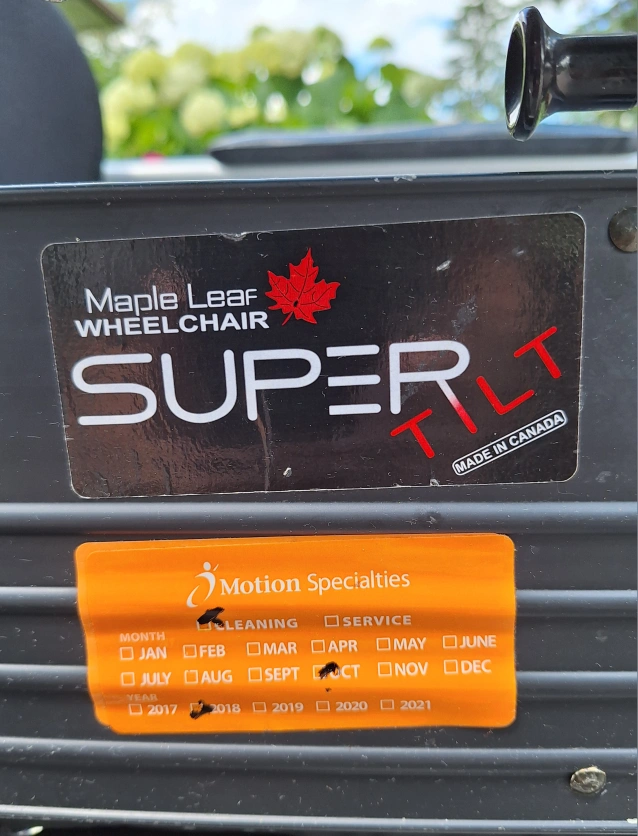 Maple Leaf
WHEELCHAIR
SUPER
TILT
MADE IN CANADA
Motion Specialties
CLEANING SERVICE
MONTH
JAN FEB MAR APR MAY JUNE
JULY AUG SEPT OCT NOV DEC
YEAR
2017 2018 2019 2020 2021